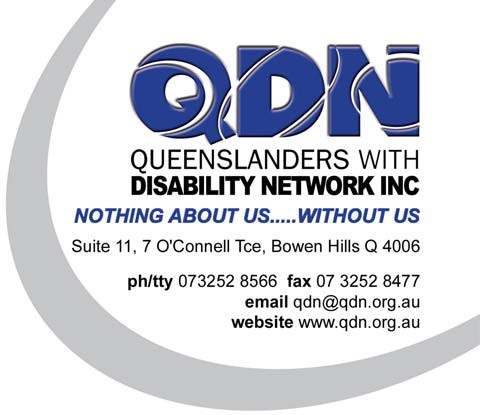 QDN
QUEENSLANDERS WITH
DISABILITY NETWORK INC
NOTHING ABOUT US.....WITHOUT US
Suite 11, 7 O'Connell Tce, Bowen Hills Q 4006
ph/tty 073252 8566 fax 07 3252 8477
email qdn@qdn.org.au
website www.qdn.org.au